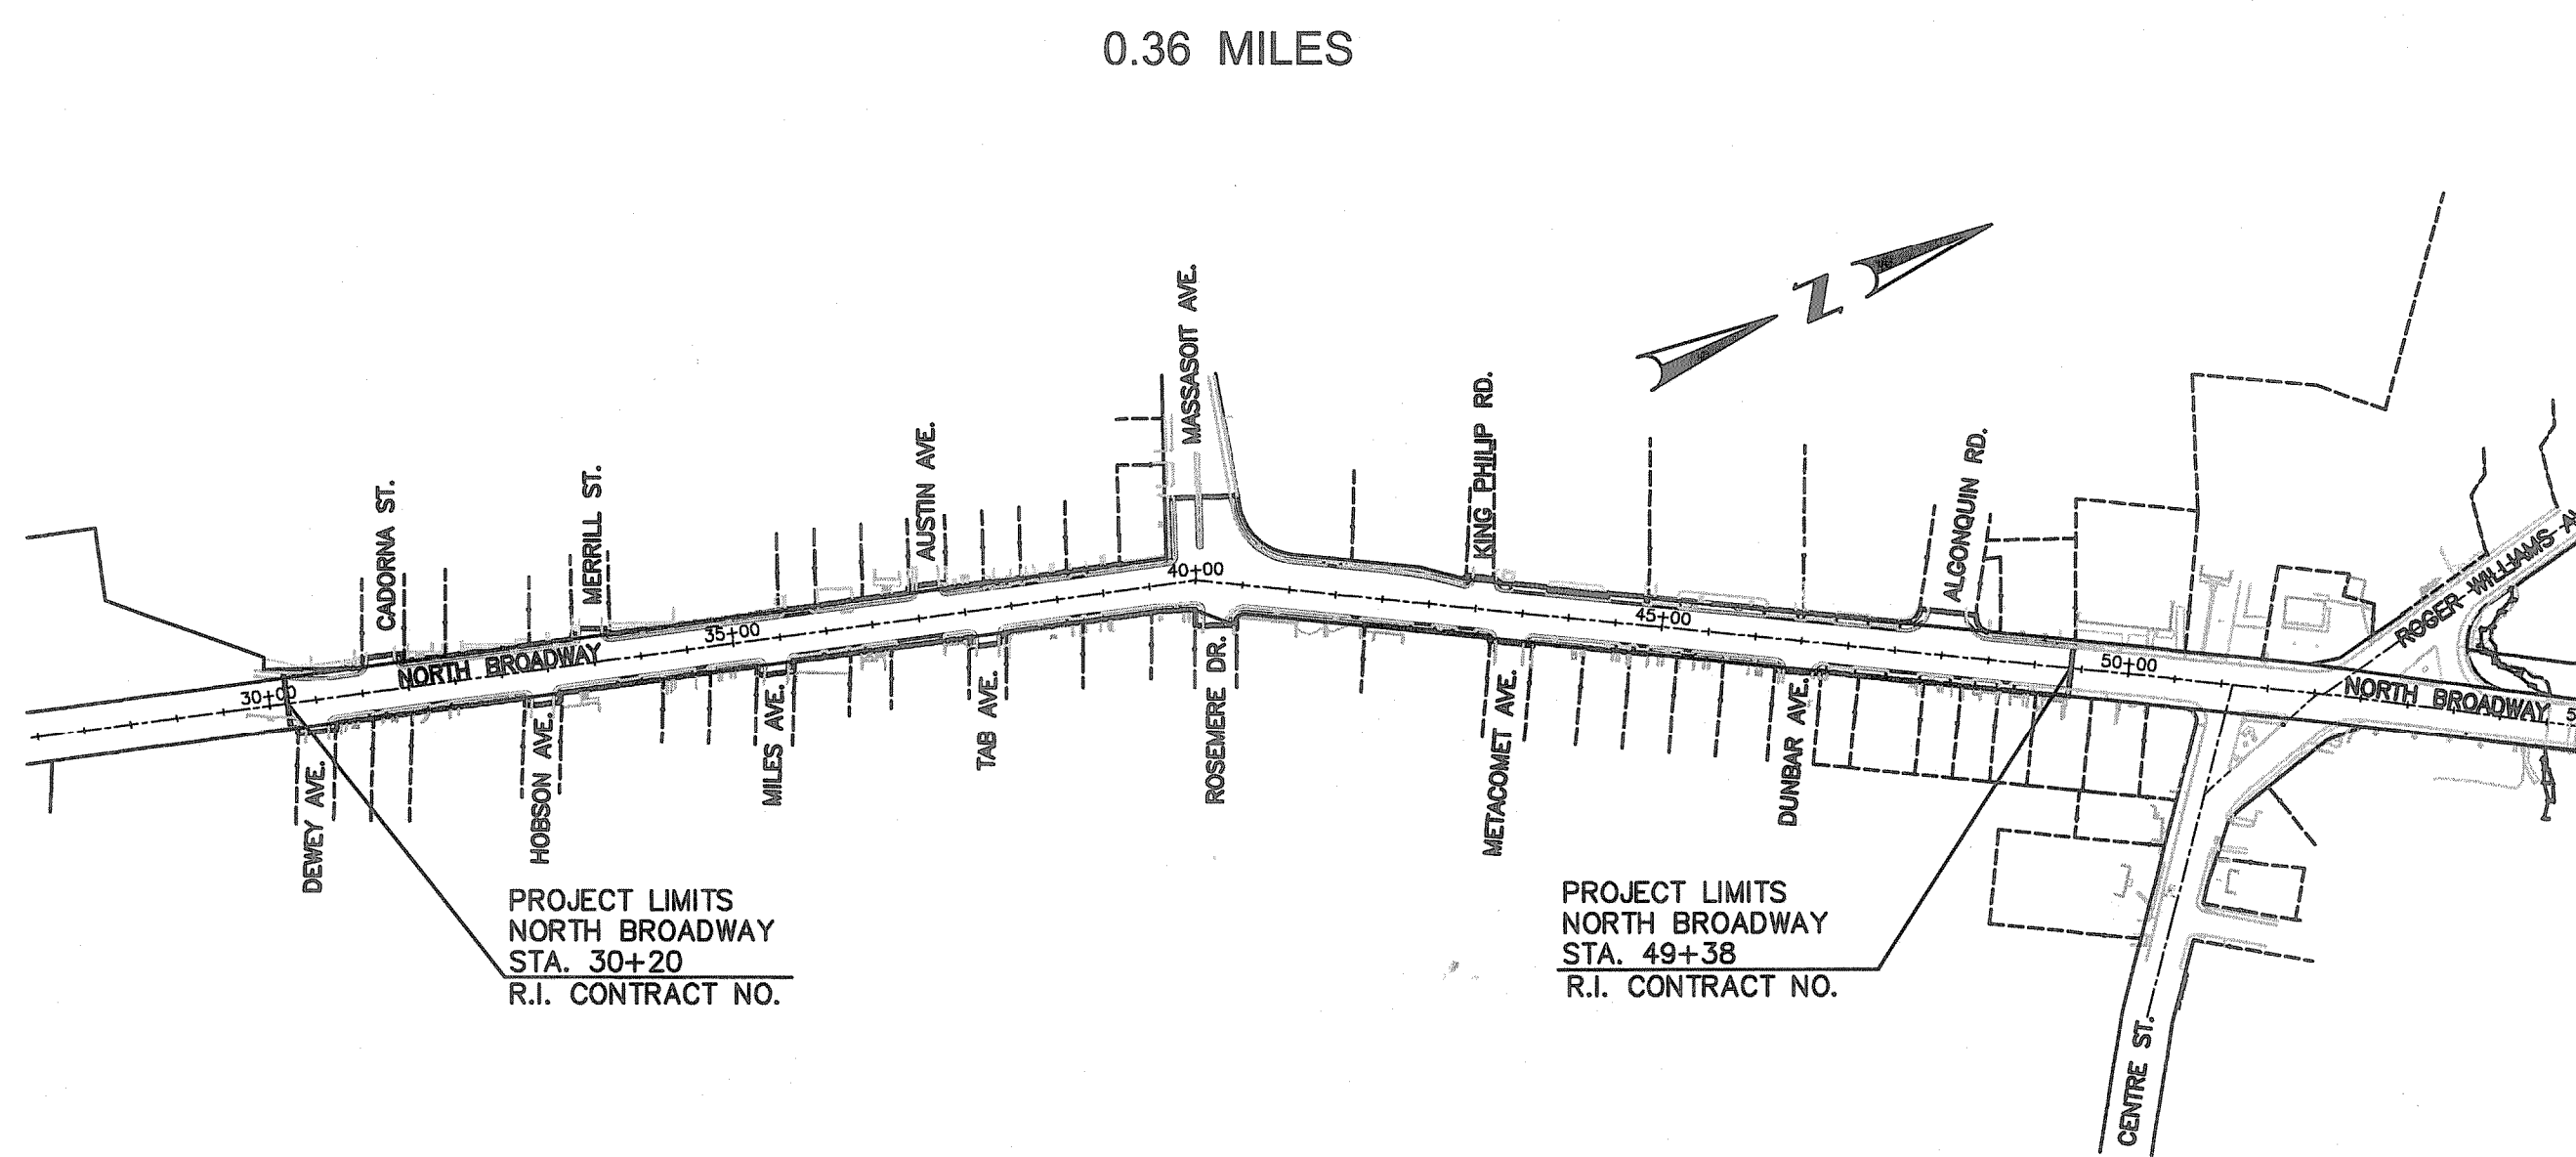 0.36 MILES
N
MASSASOIT AVE.
KING PHILIP RD.
AUSTIN AVE.
ALGONQUIN RD.
MERRILL ST.
CADORNA ST.
ROGER WILLIAMS
40+00
45+00
35+00
50+00
NORTH BROADWAY
30+00
NORTH BROADWAY
DEWEY AVE.
HOBSON AVE.
MILES AVE.
TAB AVE.
ROSEMERE DR.
METACOMET AVE.
DUNBAR AVE.
PROJECT LIMITS
NORTH BROADWAY
STA. 30+20
R.I. CONTRACT NO.
PROJECT LIMITS
NORTH BROADWAY
STA. 49+38
R.I. CONTRACT NO.
CENTRE ST.